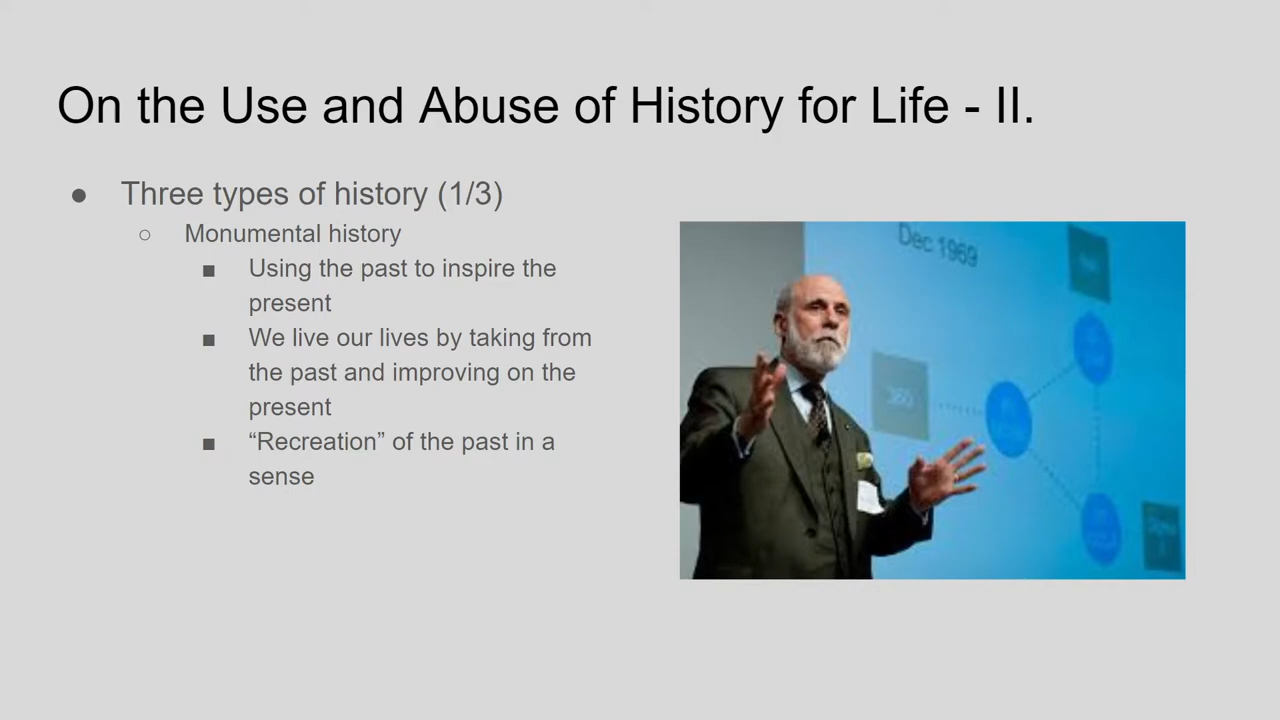 On the Use and Abuse of History for Life - II.
● Three types of history (1/3)
○ Monumental history
■ Using the past to inspire the
present
■ We live our lives by taking from
the past and improving on the
present
■ “Recreation” of the past in a
sense
Dec 1969
360